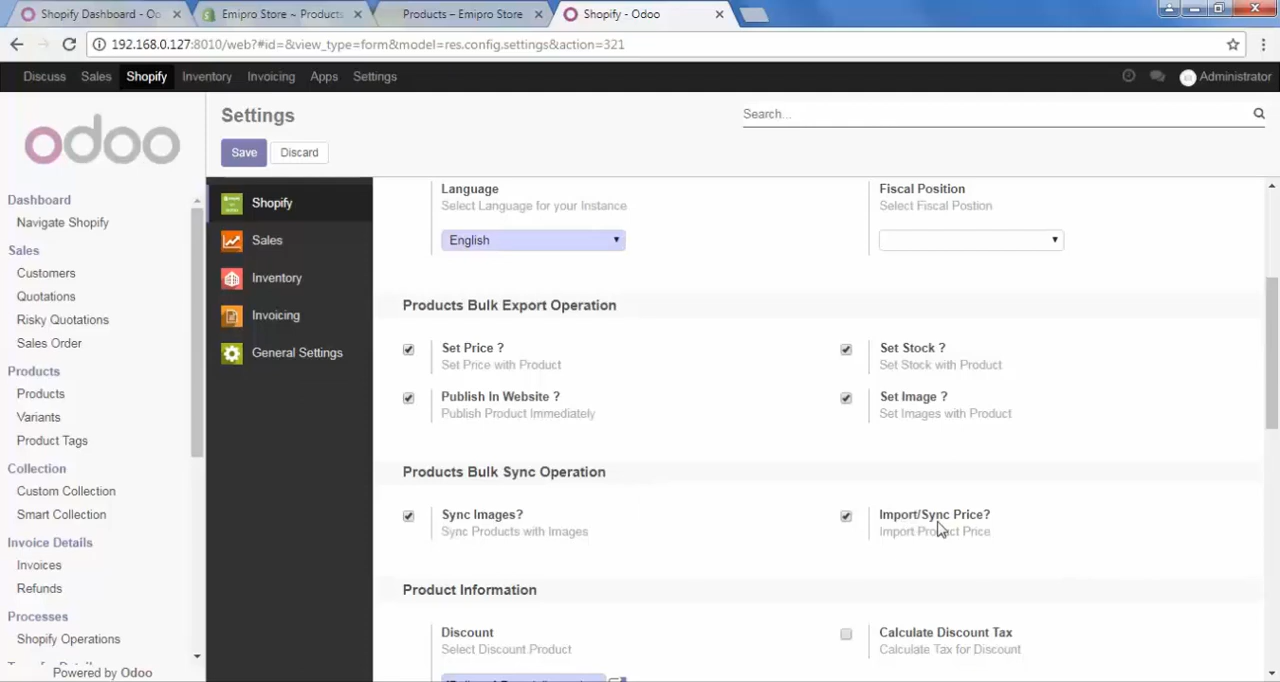 Shopify Dashboard - Oo
Emipro Store ~ Products
Products – Emipro Store
Shopify - Odoo
192.168.0.127:8010/web?#id=&view_type=form&model=res.config.settings&action=321
Discuss Sales Shopify Inventory Invoicing Apps Settings Administrator
odoo
Settings
Search...
Save Discard
Dashboard
Navigate Shopify
Sales
Customers
Quotations
Risky Quotations
Sales Order
Products
Products
Variants
Product Tags
Collection
Custom Collection
Smart Collection
Invoice Details
Invoices
Refunds
Processes
Shopify Operations
Powered by Odoo
Shopify
Sales
Inventory
Invoicing
General Settings
Language
Select Language for your Instance
English
Fiscal Position
Select Fiscal Postion
Products Bulk Export Operation
Set Price ?
Set Price with Product
Set Stock ?
Set Stock with Product
Publish In Website ?
Publish Product Immediately
Set Image ?
Set Images with Product
Products Bulk Sync Operation
Sync Images?
Sync Products with Images
Import/Sync Price?
Import Product Price
Product Information
Discount
Select Discount Product
Calculate Discount Tax
Calculate Tax for Discount